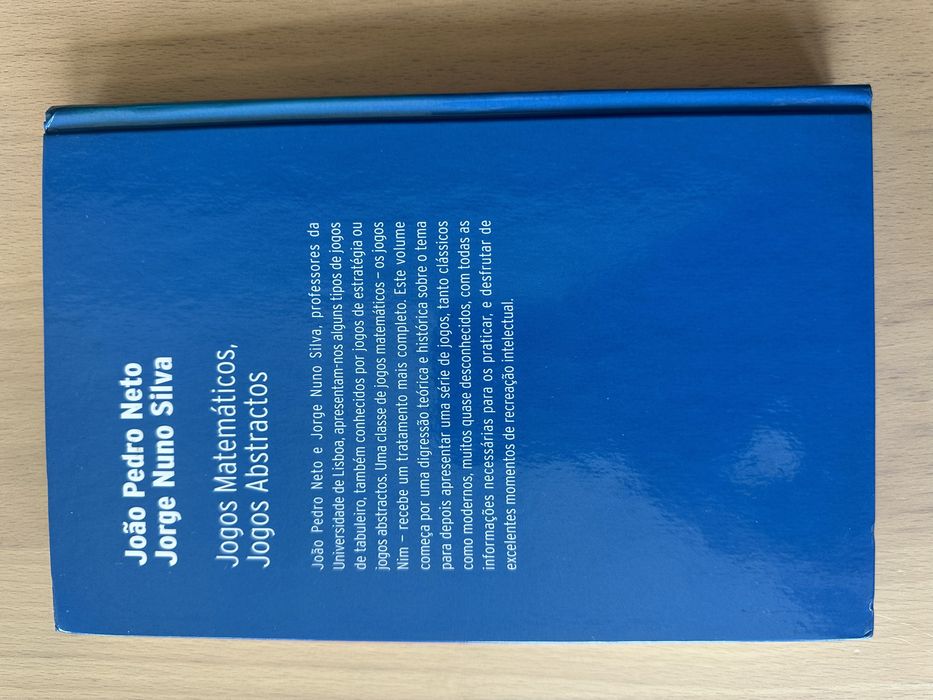 João Pedro Neto
Jorge Nuno Silva
Jogos Matemáticos,
Jogos Abstractos
João Pedro Neto e Jorge Nuno Silva, professores da
Universidade de Lisboa, apresentam-nos alguns tipos de jogos
de tabuleiro, também conhecidos por jogos de estratégia ou
jogos abstractos. Uma classe de jogos matemáticos – os jogos
Nim – recebe um tratamento mais completo. Este volume
começa por uma digressão teórica e histórica sobre o tema
para depois apresentar uma série de jogos, tanto clássicos
como modernos, muitos quase desconhecidos, com todas as
informações necessárias para os praticar, e desfrutar de
excelentes momentos de recreação intelectual.